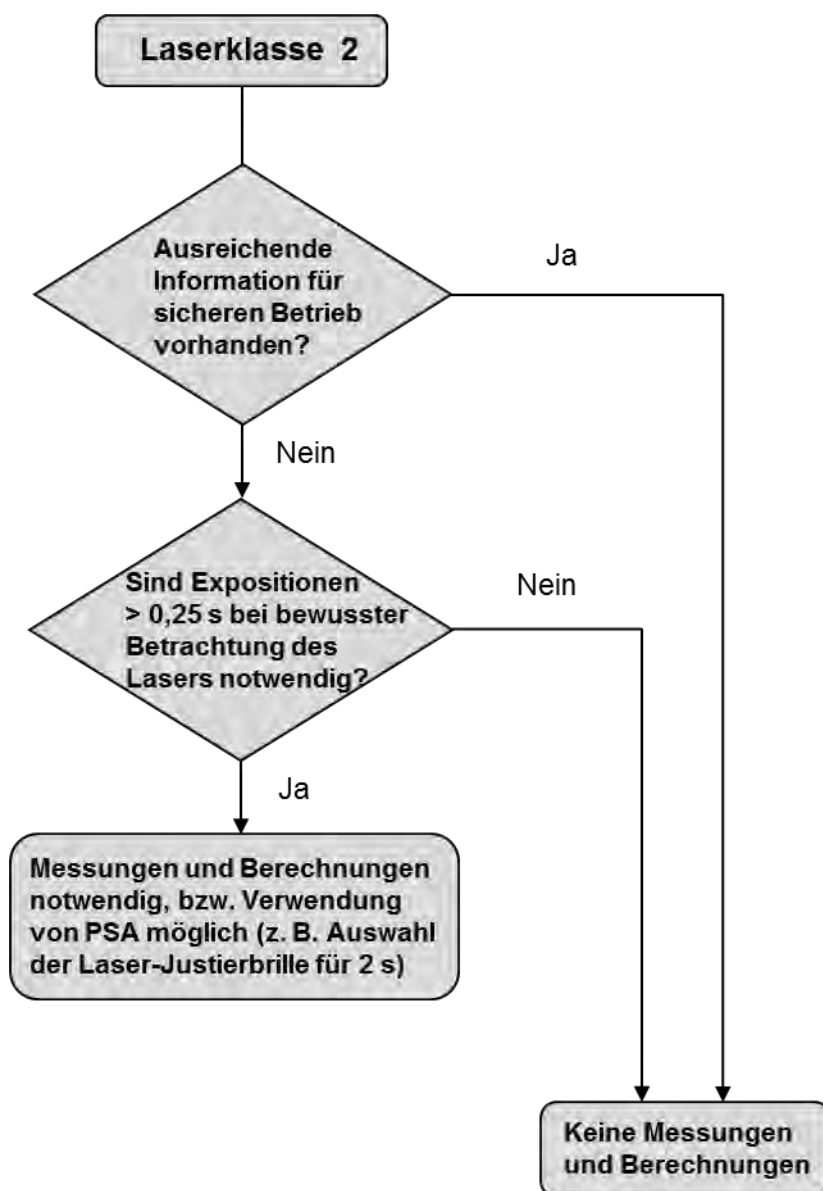 Laserklasse 2
Ausreichende
Information für
sicheren Betrieb
vorhanden?
Ja
Nein
Sind Expositionen
> 0,25 s bei bewusster
Betrachtung des
Lasers notwendig?
Nein
Ja
Messungen und Berechnungen
notwendig, bzw. Verwendung
von PSA möglich (z. B. Auswahl
der Laser-Justierbrille für 2 s)
Keine Messungen
und Berechnungen